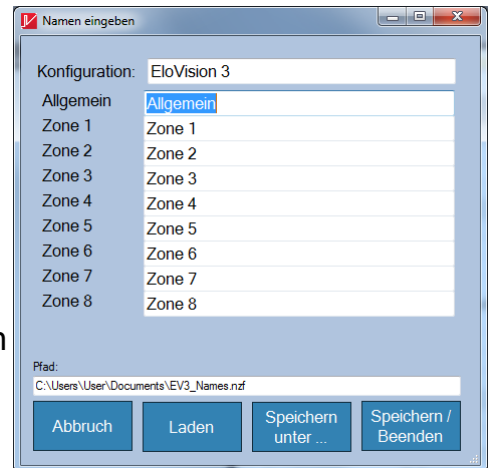 Namen eingeben
Konfiguration: EloVision 3
Allgemein Allgemein
Zone 1 Zone 1
Zone 2 Zone 2
Zone 3 Zone 3
Zone 4 Zone 4
Zone 5 Zone 5
Zone 6 Zone 6
Zone 7 Zone 7
Zone 8 Zone 8
Pfad:
C:\Users\User\Documents\EV3_Names.nzf
Abbruch
Laden
Speichern
unter ...
Speichern /
Beenden